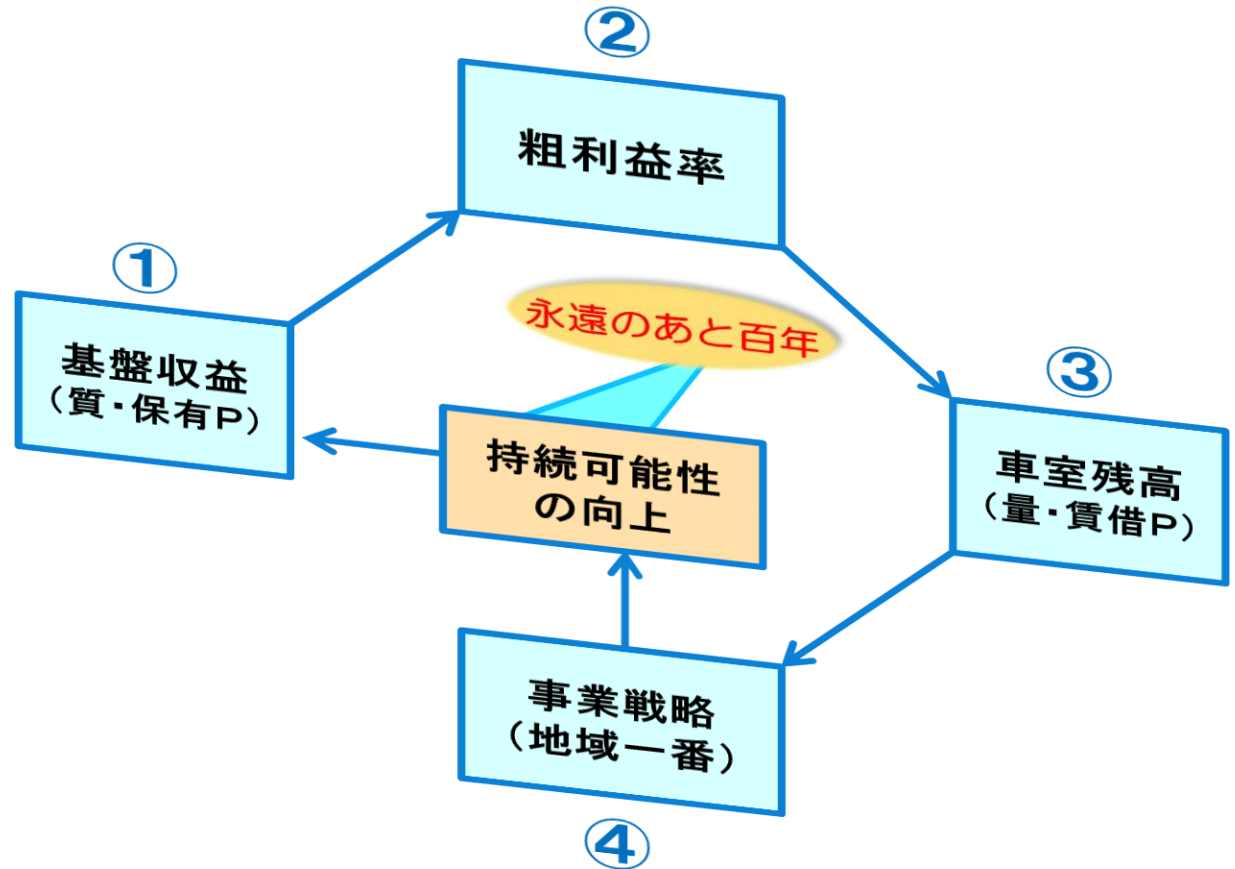 ②
粗利益率
①
基盤収益
（質・保有P）
永遠のあと百年
③
車室残高
（量・賃借P）
持続可能性
の向上
事業戦略
（地域一番）
④